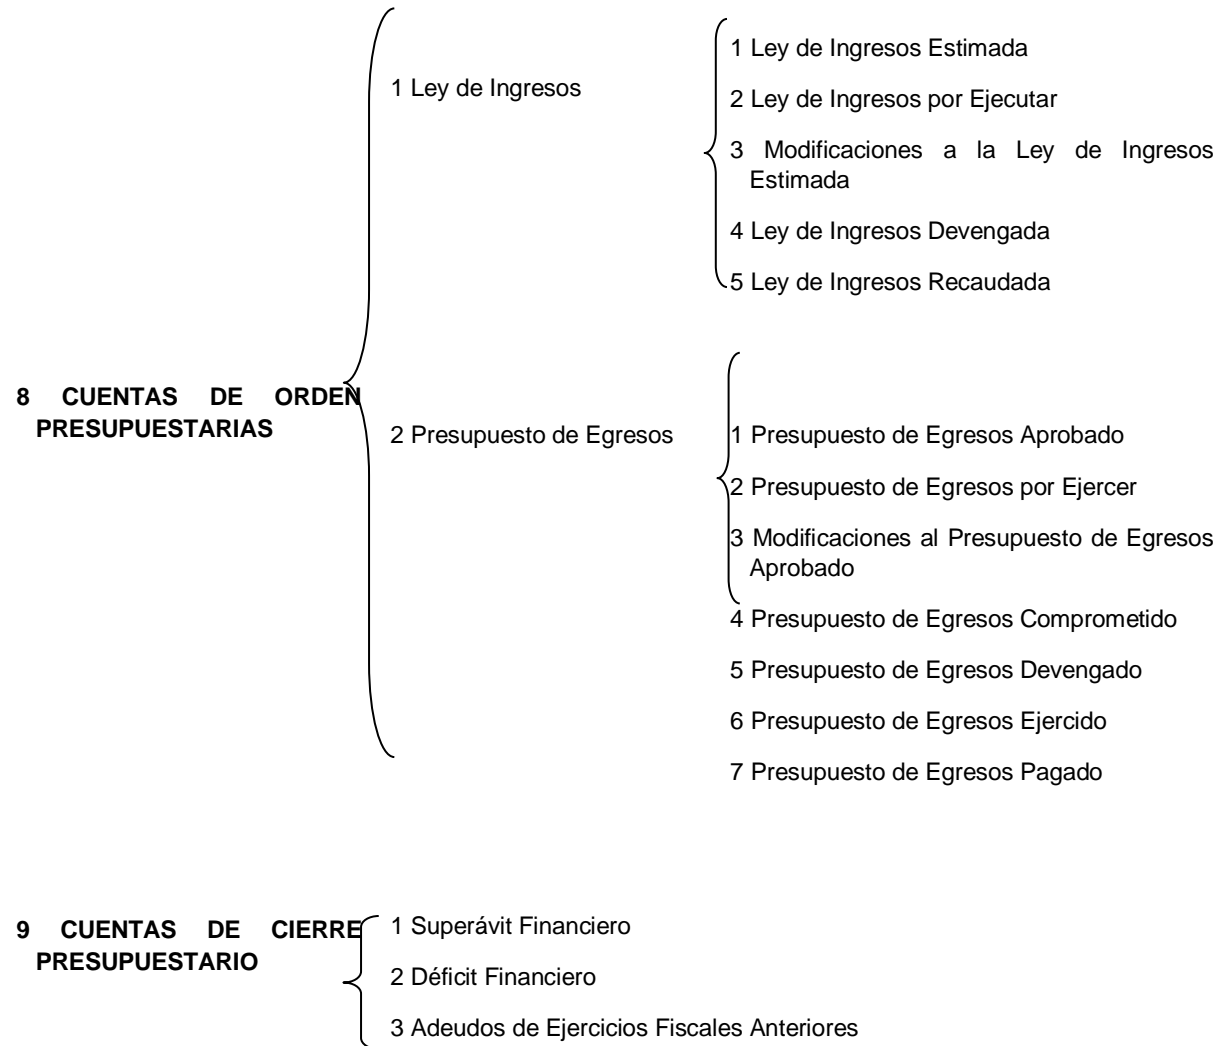 1 Ley de Ingresos
1 Ley de Ingresos Estimada
2 Ley de Ingresos por Ejecutar
3 Modificaciones a la Ley de Ingresos
Estimada
4 Ley de Ingresos Devengada
5 Ley de Ingresos Recaudada
8 CUENTAS DE ORDEN
PRESUPUESTARIAS
2 Presupuesto de Egresos
1 Presupuesto de Egresos Aprobado
2 Presupuesto de Egresos por Ejercer
3 Modificaciones al Presupuesto de Egresos
Aprobado
4 Presupuesto de Egresos Comprometido
5 Presupuesto de Egresos Devengado
6 Presupuesto de Egresos Ejercido
7 Presupuesto de Egresos Pagado
9 CUENTAS DE CIERRE
PRESUPUESTARIO
1 Superávit Financiero
2 Déficit Financiero
3 Adeudos de Ejercicios Fiscales Anteriores